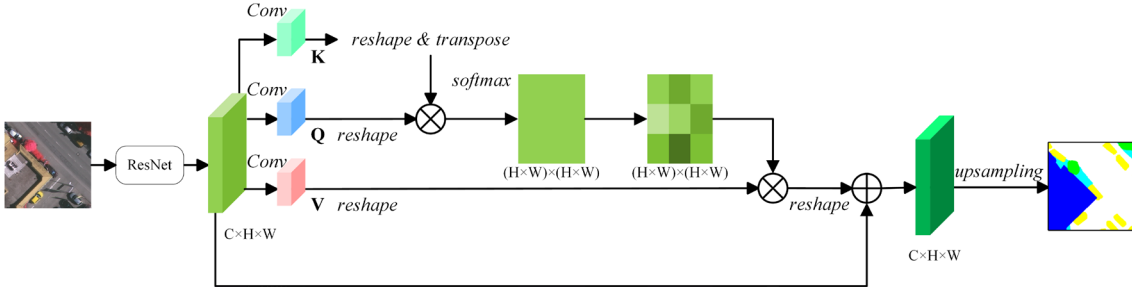 Conv
K
reshape & transpose
Conv
Q
reshape
softmax
(H×W)×(H×W)
(H×W)×(H×W)
ResNet
Conv
V
reshape
reshape
upsampling
C×H×W
C×H×W